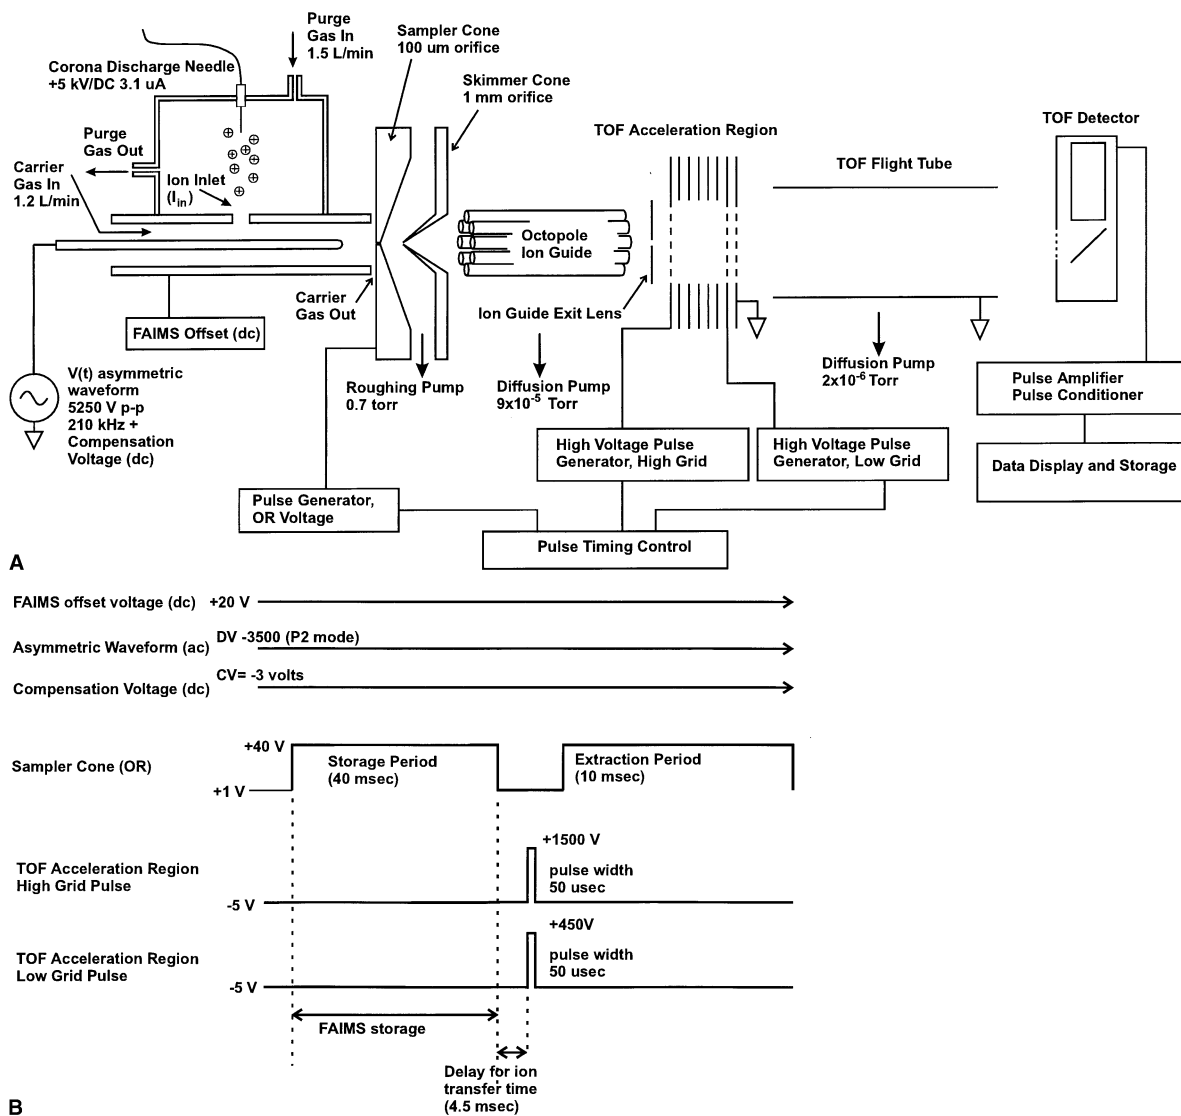 Purge
Gas In
1.5 L/min
Sampler Cone
100 um orifice
Corona Discharge Needle
+5 kV/DC 3.1 uA
Skimmer Cone
1 mm orifice
TOF Acceleration Region
TOF Detector
Purge
Gas Out
Carrier
Gas In
1.2 L/min
Ion Inlet
(Iin)
TOF Flight Tube
Octopole
Ion Guide
Carrier
Gas Out
Ion Guide Exit Lens
FAIMS Offset (dc)
V(t) asymmetric
waveform
5250 V p-p
210 kHz +
Compensation
Voltage (dc)
Roughing Pump
0.7 torr
Diffusion Pump
9x10-5 Torr
Diffusion Pump
2x10-6 Torr
Pulse Amplifier
Pulse Conditioner
High Voltage Pulse
Generator, High Grid
High Voltage Pulse
Generator, Low Grid
Data Display and Storage
Pulse Generator,
OR Voltage
Pulse Timing Control
A
FAIMS offset voltage (dc) +20 V
Asymmetric Waveform (ac) DV -3500 (P2 mode)
Compensation Voltage (dc) CV= -3 volts
Sampler Cone (OR)
+40 V
+1 V
Storage Period
(40 msec)
Extraction Period
(10 msec)
TOF Acceleration Region
High Grid Pulse
+1500 V
pulse width
50 usec
-5 V
TOF Acceleration Region
Low Grid Pulse
+450V
pulse width
50 usec
-5 V
FAIMS storage
Delay for ion
transfer time
(4.5 msec)
B